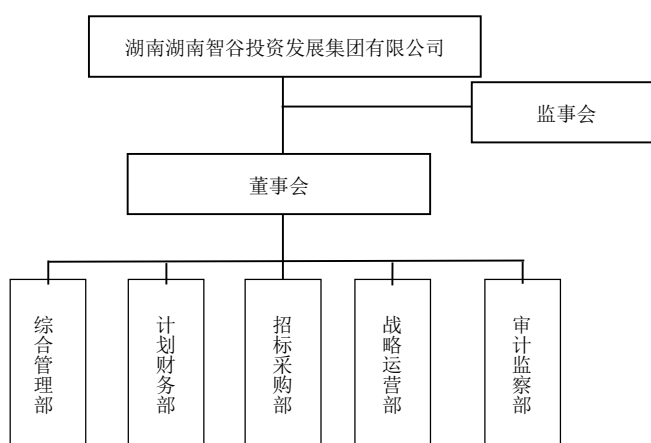 湖南湖南智谷投资发展集团有限公司
监事会
董事会
综合管理部
计划财务部
招标采购部
战略运营部
审计监察部